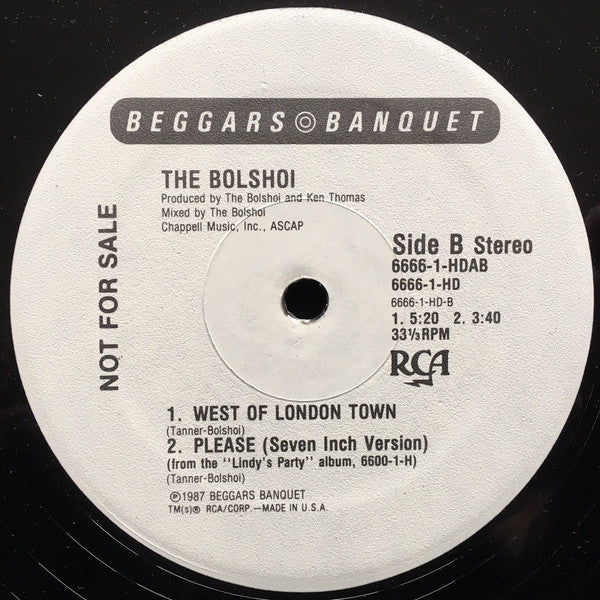 BEGGARS BANQUET
THE BOLSHOI
Produced by The Bolshoi and Ken Thomas
Mixed by The Bolshoi
Chappell Music, Inc., ASCAP
NOT FOR SALE
Side B Stereo
6666-1-HDAB
6666-1-HD
6666-1-HD-B
1. 5:20 2. 3:40
33⅓ RPM
RCA
1. WEST OF LONDON TOWN
(Tanner-Bolshoi)
2. PLEASE (Seven Inch Version)
(from the "Lindy's Party" album, 6600-1-H)
(Tanner-Bolshoi)
℗1987 BEGGARS BANQUET
TM(s)® RCA/CORP.—MADE IN U.S.A.